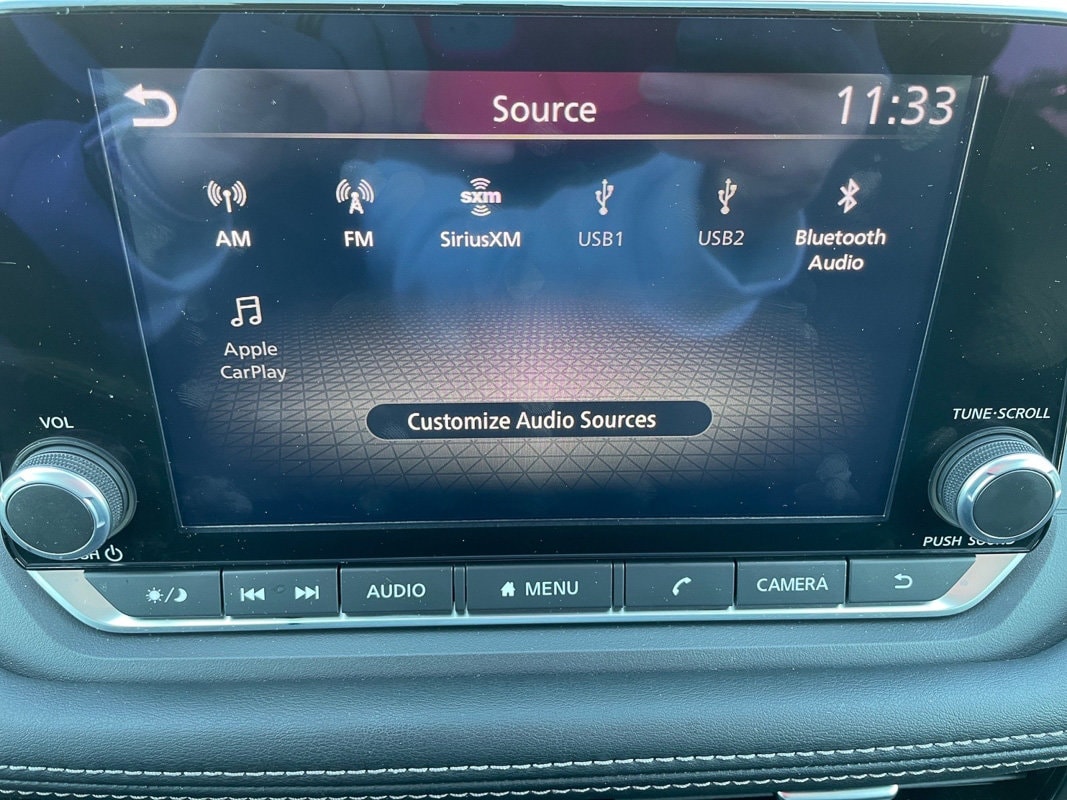 Source
11:33
sxm
AM
FM
SiriusXM
USB1
USB2
Bluetooth
Audio
Apple
CarPlay
Customize Audio Sources
VOL
TUNE·SCROLL
PUSH
AUDIO
MENU
CAMERA